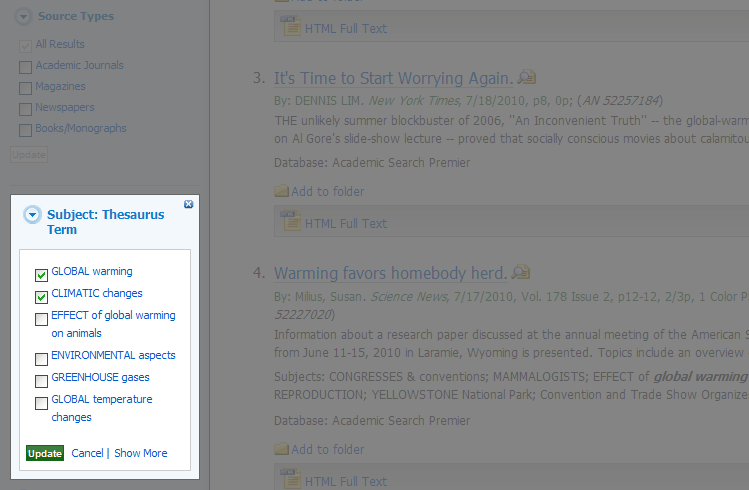 Source Types
All Results
Academic Journals
Magazines
Newspapers
Books/Monographs
Update
Subject: Thesaurus
Term
GLOBAL warming
CLIMATIC changes
EFFECT of global warming
on animals
ENVIRONMENTAL aspects
GREENHOUSE gases
GLOBAL temperature
changes
Update Cancel | Show More
HTML Full Text
3. It's Time to Start Worrying Again.
By: DENNIS LIM. New York Times, 7/18/2010, p8, 0p; (AN 52257184)
THE unlikely summer blockbuster of 2006, "An Inconvenient Truth" -- the global-warm
on Al Gore's slide-show lecture -- proved that socially conscious movies about calamitou
Database: Academic Search Premier
Add to folder
HTML Full Text
4. Warming favors homebody herd.
By: Milius, Susan. Science News, 7/17/2010, Vol. 178 Issue 2, p12-12, 2/3p, 1 Color P
52227020)
Information about a research paper discussed at the annual meeting of the American S
from June 11-15, 2010 in Laramie, Wyoming is presented. Topics include an overview
Subjects: CONGRESSES & conventions; MAMMALOGISTS; EFFECT of global warming
REPRODUCTION; YELLOWSTONE National Park; Convention and Trade Show Organize
Database: Academic Search Premier
Add to folder
HTML Full Text